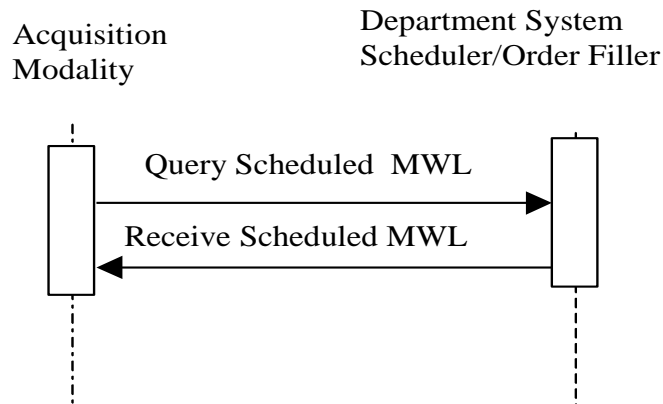 Acquisition
Modality
Department System
Scheduler/Order Filler
Query Scheduled  MWL
Receive Scheduled MWL